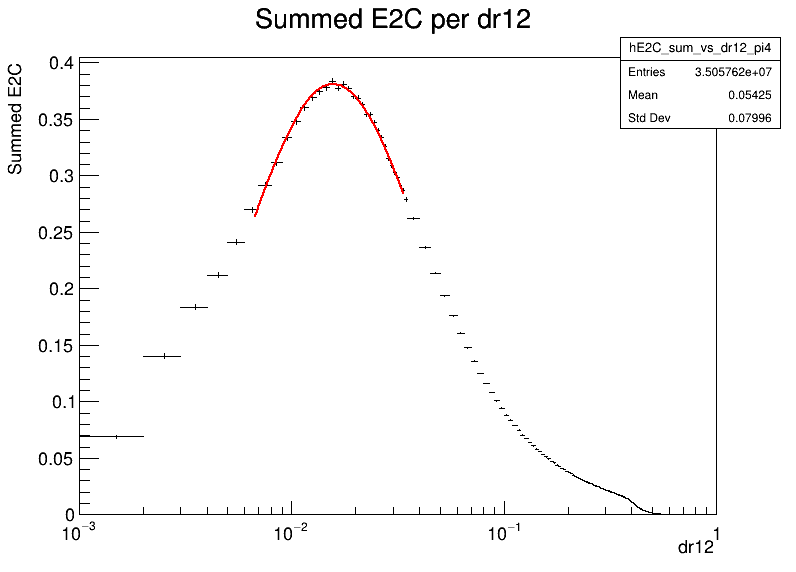 Summed E2C per dr12
hE2C_sum_vs_dr12_pi4
Entries 3.505762e+07
Mean 0.05425
Std Dev 0.07996
Summed E2C
0.4
0.35
0.3
0.25
0.2
0.15
0.1
0.05
0
10⁻³ 10⁻² 10⁻¹ 1
dr12